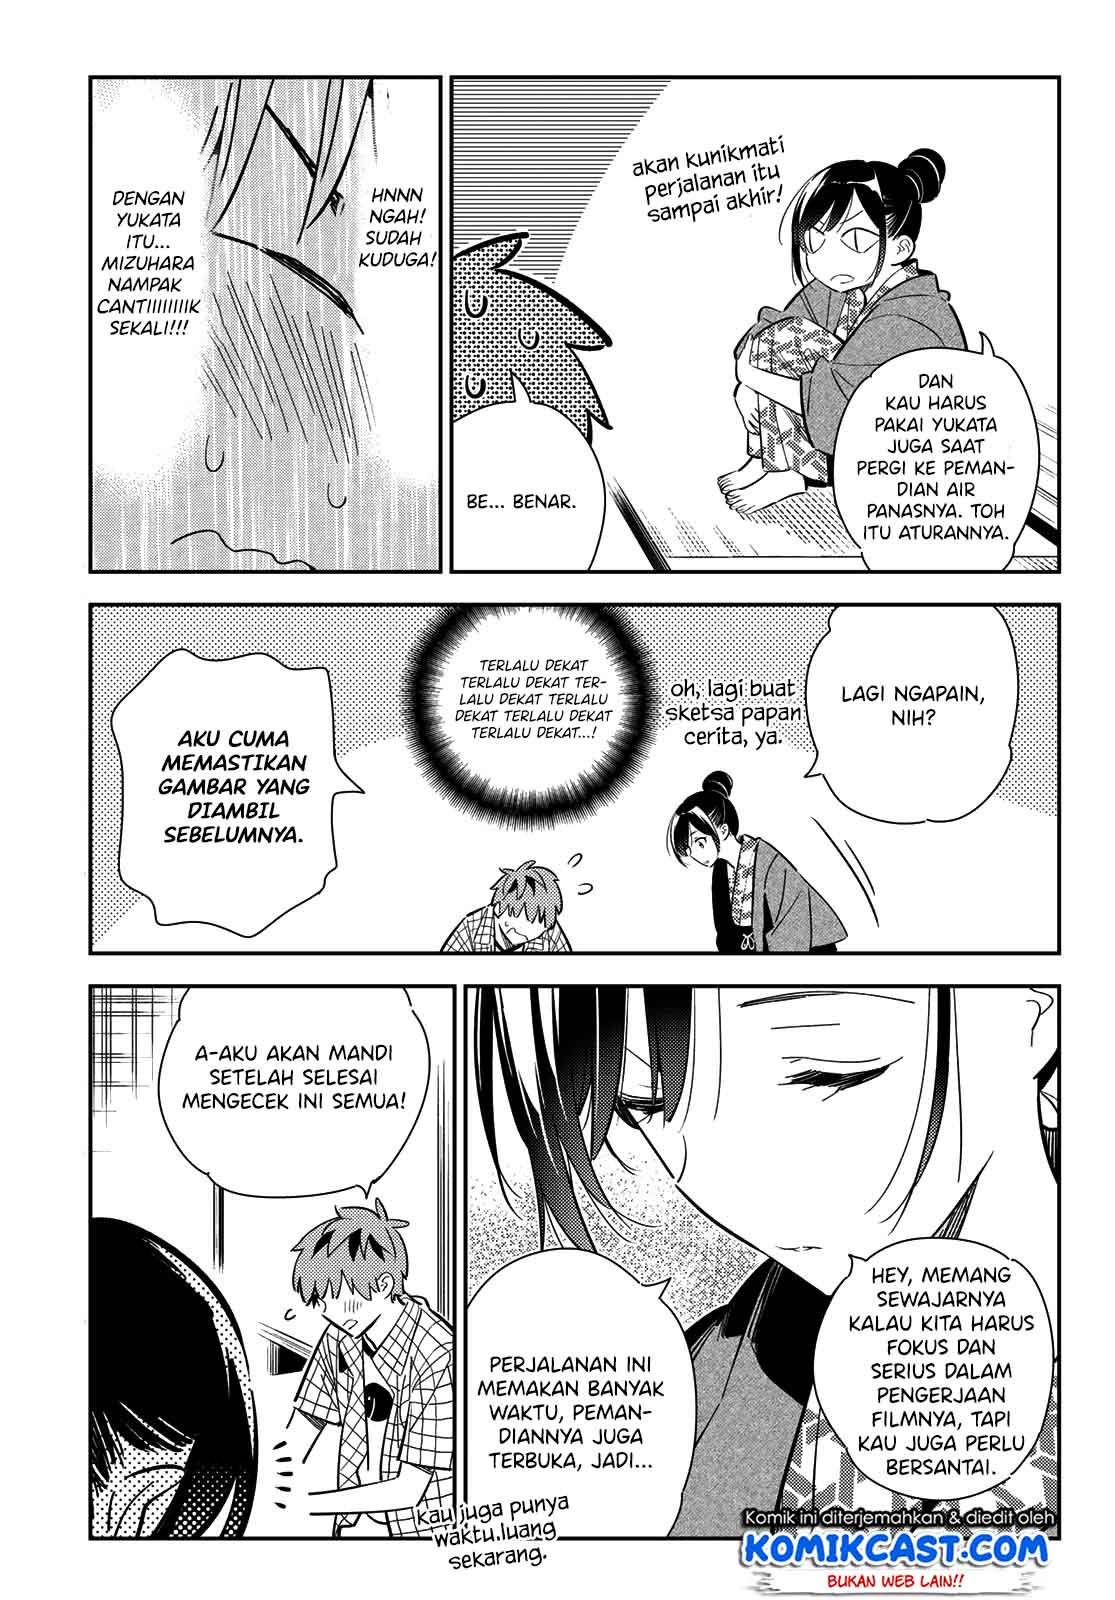 akan kunikmati
perjalanan itu
sampai akhir!
DAN
KAU HARUS
PAKAI YUKATA
JUGA SAAT
PERGI KE PEMAN-
DIAN AIR
PANASNYA. TOH
ITU ATURANNYA.
BE... BENAR.
HNNN
NGAH!
SUDAH
KUDUGA!
DENGAN
YUKATA
ITU...
MIZUHARA
NAMPAK
CANTIIIIIIIIIK
SEKALI!!!
LAGI NGAPAIN,
NIH?
oh, lagi buat
sketsa papan
cerita, ya.
TERLALU DEKAT
TERLALU DEKAT TER-
LALU DEKAT TERLALU
DEKAT TERLALU DEKAT
TERLALU DEKAT...!
AKU CUMA
MEMASTIKAN
GAMBAR YANG
DIAMBIL
SEBELUMNYA.
HEY, MEMANG
SEWAJARNYA
KALAU KITA HARUS
FOKUS DAN
SERIUS DALAM
PENGERJAAN
FILMNYA, TAPI
KAU JUGA PERLU
BERSANTAI.
PERJALANAN INI
MEMAKAN BANYAK
WAKTU, PEMAN-
DIANNYA JUGA
TERBUKA, JADI...
A-AKU AKAN MANDI
SETELAH SELESAI
MENGECEK INI SEMUA!
kau juga punya
waktu.luang
sekarang.
Komik ini diterjemahkan & diedit oleh
KOMIKCAST.COM
BUKAN WEB LAIN!!